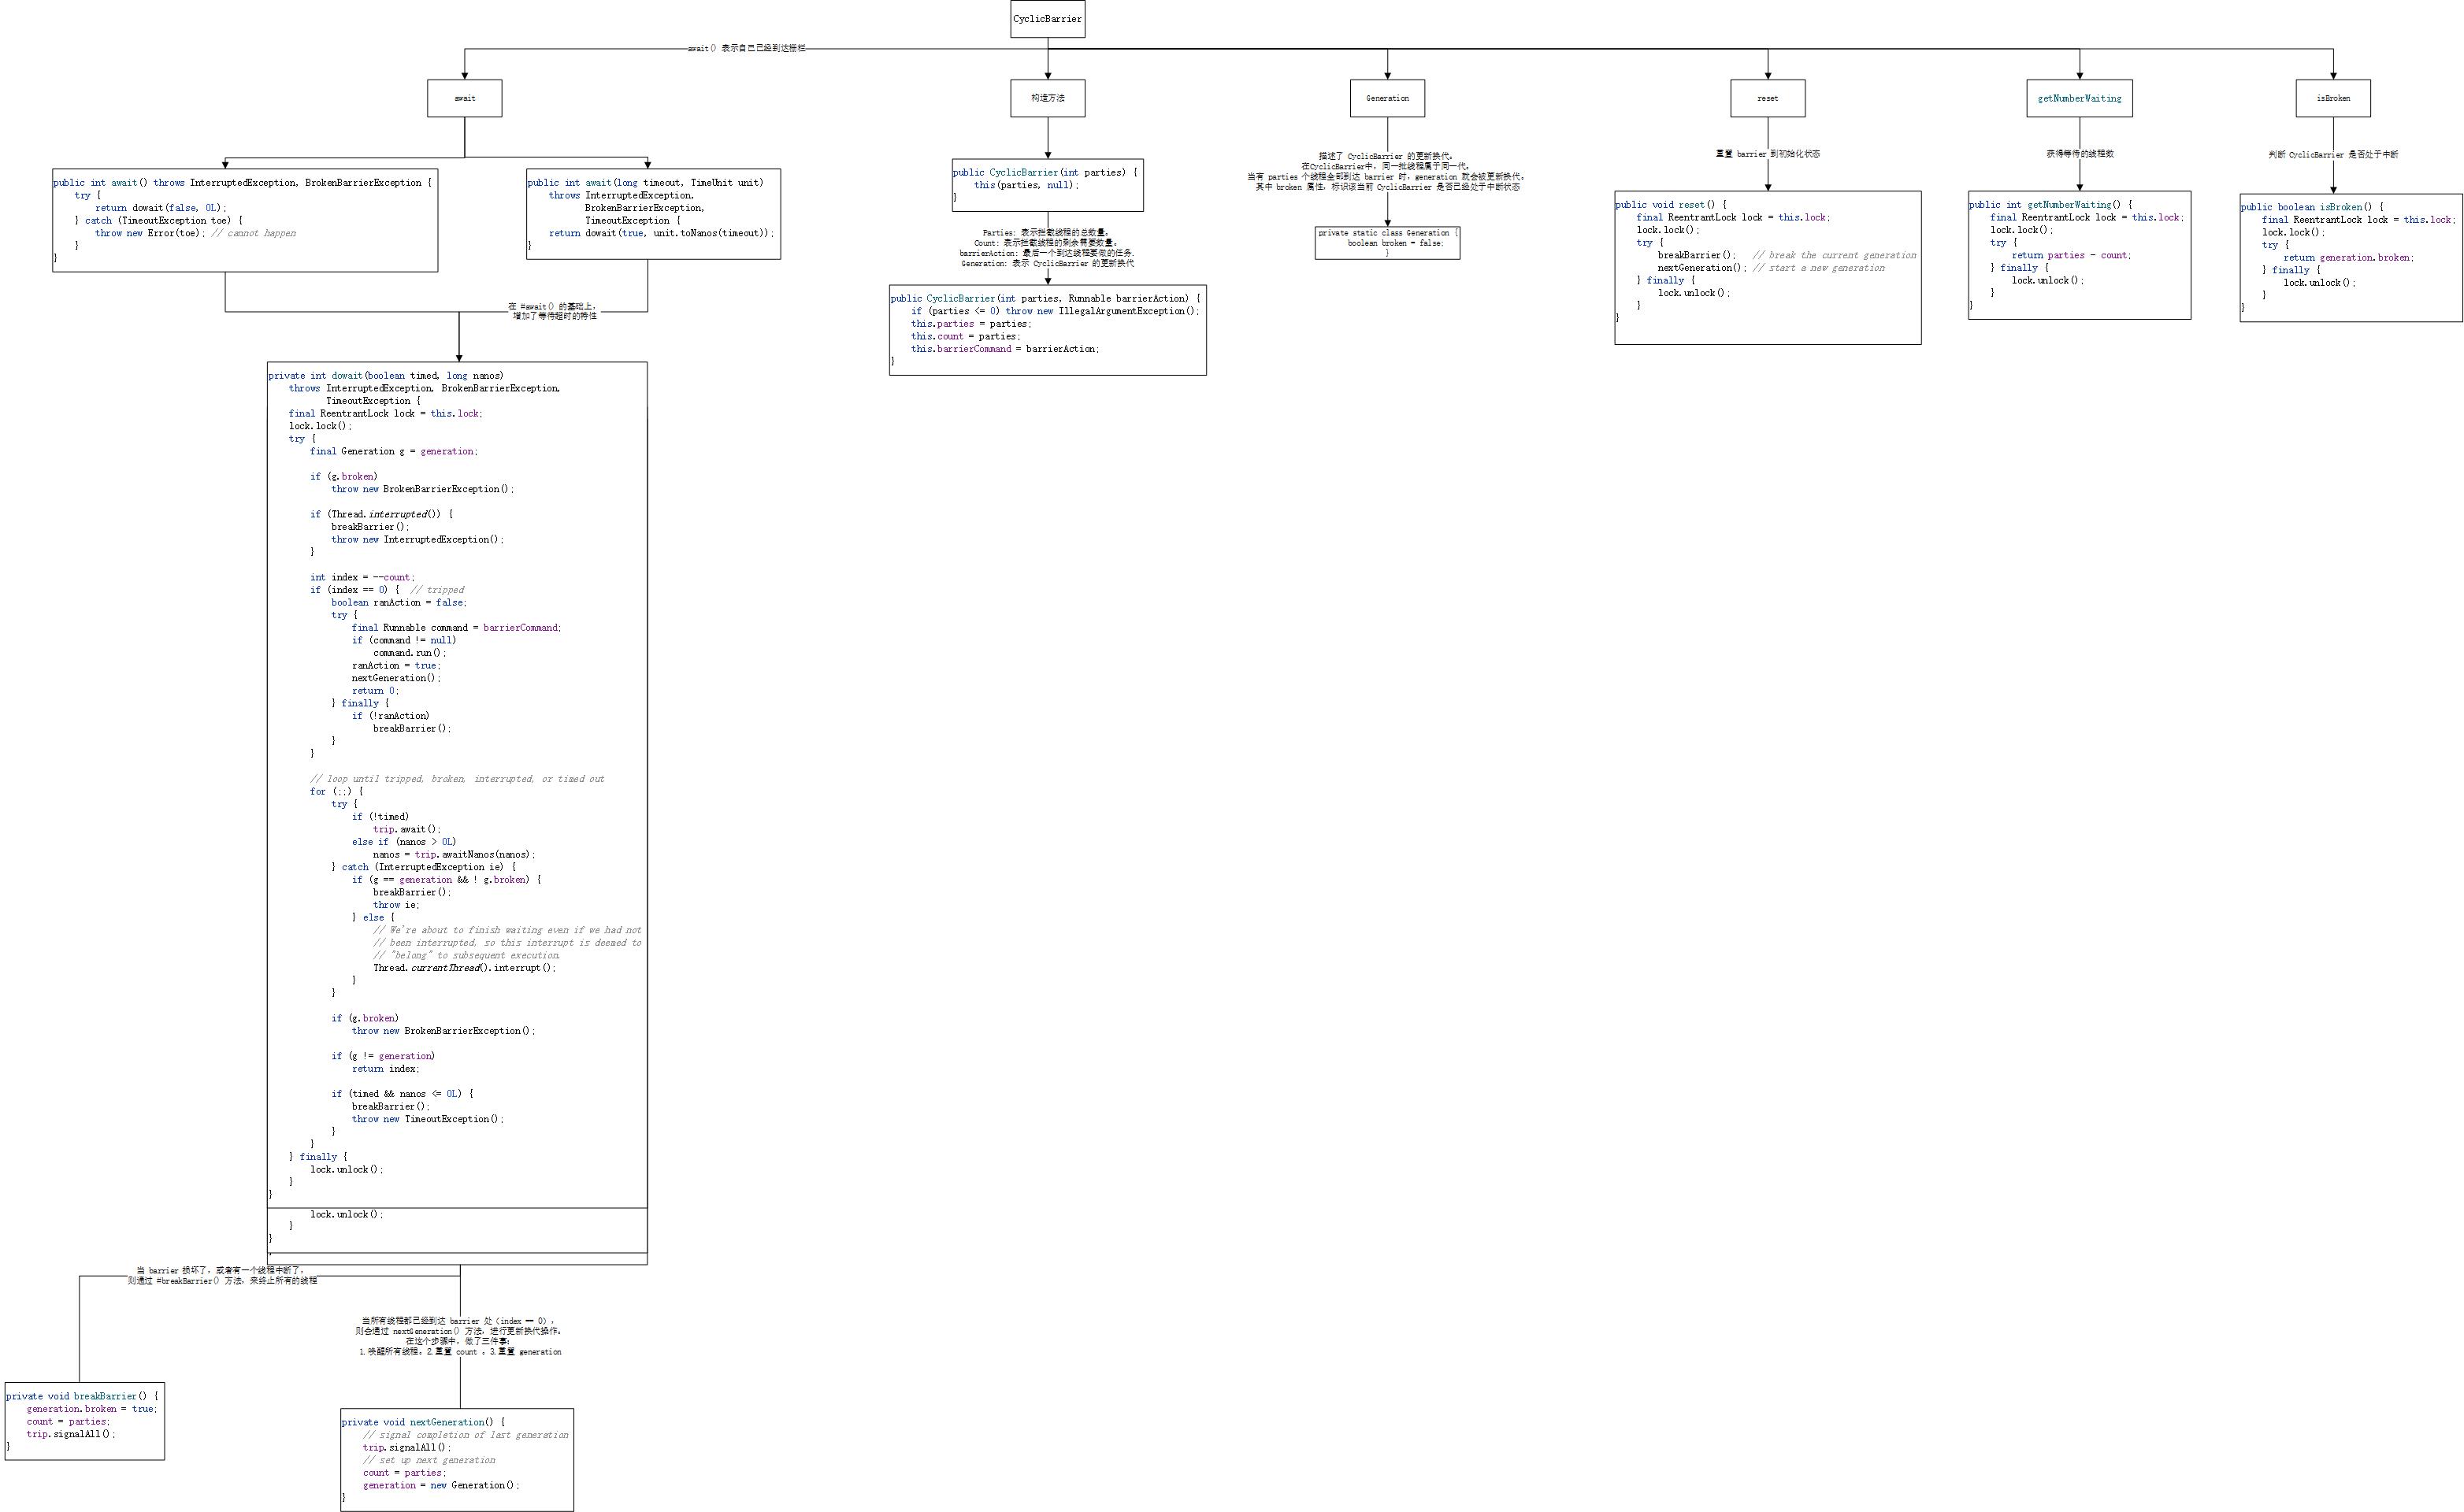 CyclicBarrier
await() 表示自己已经到达栅栏
await
构造方法
Generation
reset
getNumberWaiting
isBroken
public int await() throws InterruptedException, BrokenBarrierException {
try {
return dowait(false, 0L);
} catch (TimeoutException toe) {
throw new Error(toe); // cannot happen
}
}
public int await(long timeout, TimeUnit unit)
throws InterruptedException,
BrokenBarrierException,
TimeoutException {
return dowait(true, unit.toNanos(timeout));
}
在 #await() 的基础上，
增加了等待超时的特性
private int dowait(boolean timed, long nanos)
throws InterruptedException, BrokenBarrierException,
TimeoutException {
final ReentrantLock lock = this.lock;
lock.lock();
try {
final Generation g = generation;
if (g.broken)
throw new BrokenBarrierException();
if (Thread.interrupted()) {
breakBarrier();
throw new InterruptedException();
}
int index = --count;
if (index == 0) {  // tripped
boolean ranAction = false;
try {
final Runnable command = barrierCommand;
if (command != null)
command.run();
ranAction = true;
nextGeneration();
return 0;
} finally {
if (!ranAction)
breakBarrier();
}
}
// loop until tripped, broken, interrupted, or timed out
for (;;) {
try {
if (!timed)
trip.await();
else if (nanos > 0L)
nanos = trip.awaitNanos(nanos);
} catch (InterruptedException ie) {
if (g == generation && ! g.broken) {
breakBarrier();
throw ie;
} else {
// We're about to finish waiting even if we had not
// been interrupted, so this interrupt is deemed to
// "belong" to subsequent execution.
Thread.currentThread().interrupt();
}
}
if (g.broken)
throw new BrokenBarrierException();
if (g != generation)
return index;
if (timed && nanos <= 0L) {
breakBarrier();
throw new TimeoutException();
}
}
} finally {
lock.unlock();
}
}
lock.unlock();
}
}
当 barrier 损坏了，或者有一个线程中断了，
则通过 #breakBarrier() 方法，来终止所有的线程
private void breakBarrier() {
generation.broken = true;
count = parties;
trip.signalAll();
}
当所有线程都已经到达 barrier 处（index == 0），
则会通过 nextGeneration() 方法，进行更新换代操作。
在这个步骤中，做了三件事：
1.唤醒所有线程。2.重置 count 。3.重置 generation
private void nextGeneration() {
// signal completion of last generation
trip.signalAll();
// set up next generation
count = parties;
generation = new Generation();
}
public CyclicBarrier(int parties) {
this(parties, null);
}
Parties: 表示拦截线程的总数量。
Count: 表示拦截线程的剩余需要数量。
barrierAction: 最后一个到达线程要做的任务.
Generation: 表示 CyclicBarrier 的更新换代
public CyclicBarrier(int parties, Runnable barrierAction) {
if (parties <= 0) throw new IllegalArgumentException();
this.parties = parties;
this.count = parties;
this.barrierCommand = barrierAction;
}
描述了 CyclicBarrier 的更新换代。
在CyclicBarrier中，同一批线程属于同一代。
当有 parties 个线程全部到达 barrier 时，generation 就会被更新换代。
其中 broken 属性，标识该当前 CyclicBarrier 是否已经处于中断状态
private static class Generation {
boolean broken = false;
}
重置 barrier 到初始化状态
public void reset() {
final ReentrantLock lock = this.lock;
lock.lock();
try {
breakBarrier();   // break the current generation
nextGeneration(); // start a new generation
} finally {
lock.unlock();
}
}
获得等待的线程数
public int getNumberWaiting() {
final ReentrantLock lock = this.lock;
lock.lock();
try {
return parties - count;
} finally {
lock.unlock();
}
}
判断 CyclicBarrier 是否处于中断
public boolean isBroken() {
final ReentrantLock lock = this.lock;
lock.lock();
try {
return generation.broken;
} finally {
lock.unlock();
}
}